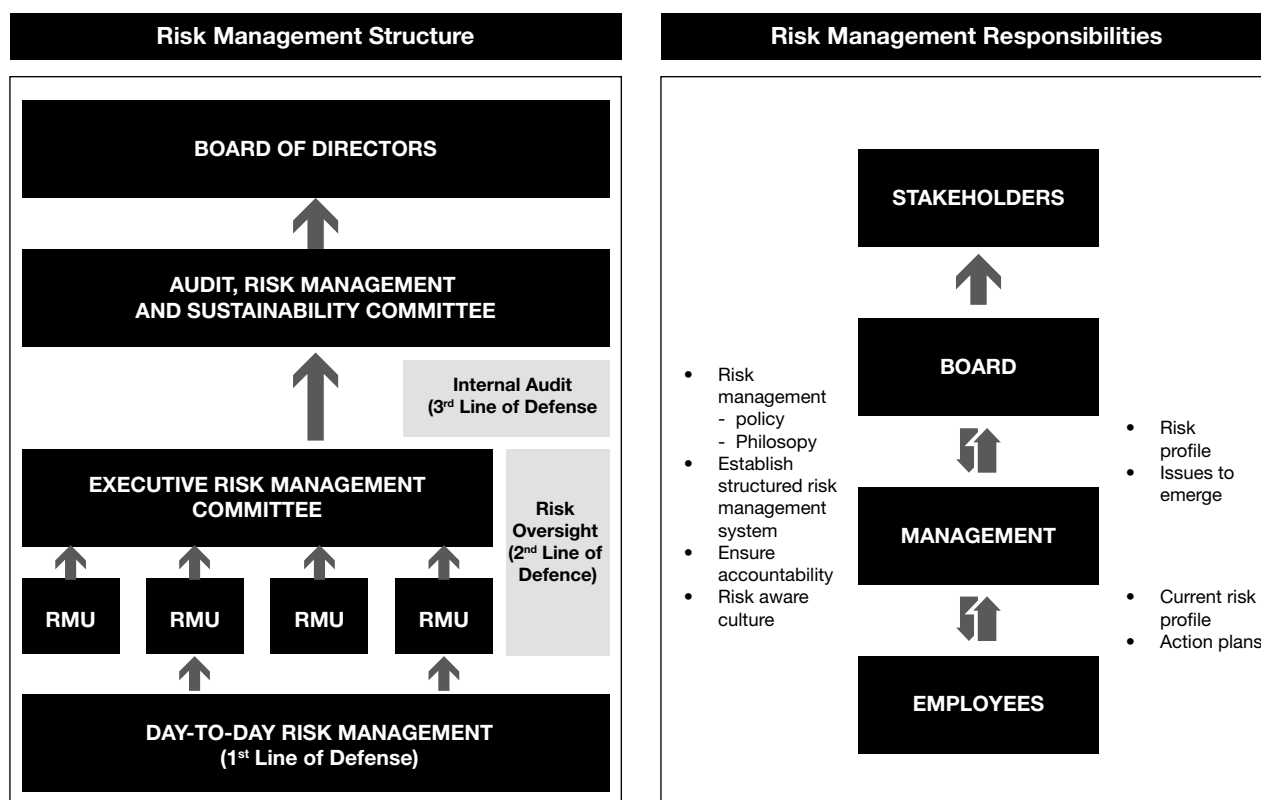 Risk Management Structure
BOARD OF DIRECTORS
AUDIT, RISK MANAGEMENT
AND SUSTAINABILITY COMMITTEE
Internal Audit
(3rd Line of Defense
EXECUTIVE RISK MANAGEMENT
COMMITTEE
Risk
Oversight
(2nd Line of
Defence)
RMU
RMU
RMU
RMU
DAY-TO-DAY RISK MANAGEMENT
(1st Line of Defense)
Risk Management Responsibilities
STAKEHOLDERS
BOARD
MANAGEMENT
EMPLOYEES
• Risk
management
- policy
- Philosopy
• Establish
structured risk
management
system
• Ensure
accountability
• Risk aware
culture
• Risk
profile
• Issues to
emerge
• Current risk
profile
• Action plans